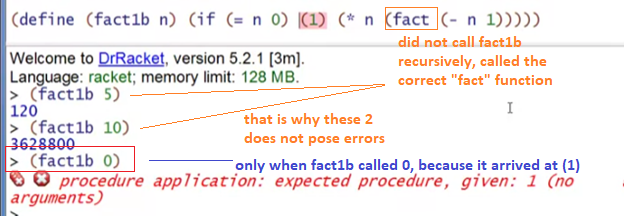 (define (fact1b n) (if (= n 0) (1) (* n (fact (- n 1)))))
did not call fact1b
recursively, called the
correct "fact" function
Welcome to DrRacket, version 5.2.1 [3m].
Language: racket; memory limit: 128 MB.
> (fact1b 5)
120
> (fact1b 10)
3628800
that is why these 2
does not pose errors
> (fact1b 0)
only when fact1b called 0, because it arrived at (1)
procedure application: expected procedure, given: 1 (no
arguments)
>